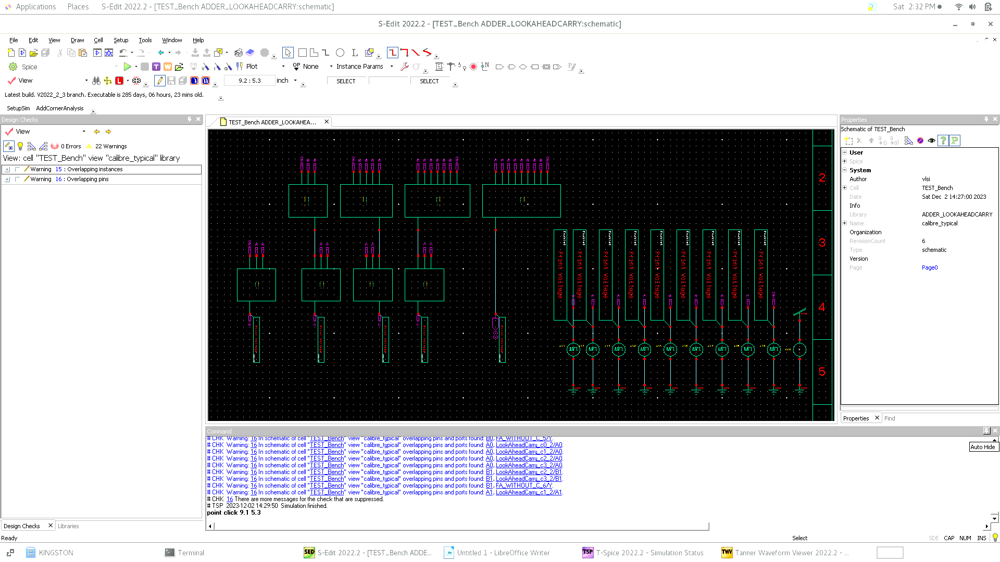 Applications Places S-Edit 2022.2 - [TEST_Bench ADDER_LOOKAHEADCARRY:schematic] Sat 2:32 PM
S-Edit 2022.2 - [TEST_Bench ADDER_LOOKAHEADCARRY:schematic]
File Edit View Draw Cell Setup Tools Window Help
Spice Plot None Instance Params
View 9.2 : 5.3 inch SELECT SELECT
Latest build. V2022_2_3 branch. Executable is 285 days, 06 hours, 23 mins old.
SetupSim AddCornerAnalysis
Design Checks
View
0 Errors 22 Warnings
View: cell "TEST_Bench" view "calibre_typical" library
Warning 15 : Overlapping instances
Warning 16 : Overlapping pins
Design Checks Libraries
TEST_Bench ADDER_LOOKAHEA...
2
3
4
5
Print Voltage
Print Voltage
Print Voltage
Print Voltage
Print Voltage
Print Voltage
Print Voltage
Print Voltage
Print Voltage
Properties
Schematic of TEST_Bench
User
Spice
System
Author vlsi
Cell TEST_Bench
Date Sat Dec 2 14:27:00 2023
Info
Library ADDER_LOOKAHEADCARRY
Name calibre_typical
Organization
RevisionCount 6
Type schematic
Version
Page Page0
Properties Find
Command
Auto Hide
# CHK Warning: 16 In schematic of cell "TEST_Bench" view "calibre_typical" overlapping pins and ports found: B0, FA_WITHOUT_C_5/Y.
# CHK Warning: 16 In schematic of cell "TEST_Bench" view "calibre_typical" overlapping pins and ports found: A0, LookAheadCarry_c0_2/A0.
# CHK Warning: 16 In schematic of cell "TEST_Bench" view "calibre_typical" overlapping pins and ports found: A0, LookAheadCarry_c1_2/A0.
# CHK Warning: 16 In schematic of cell "TEST_Bench" view "calibre_typical" overlapping pins and ports found: A0, LookAheadCarry_c2_2/A0.
# CHK Warning: 16 In schematic of cell "TEST_Bench" view "calibre_typical" overlapping pins and ports found: A0, LookAheadCarry_c3_2/A0.
# CHK Warning: 16 In schematic of cell "TEST_Bench" view "calibre_typical" overlapping pins and ports found: B1, LookAheadCarry_c2_2/B1.
# CHK Warning: 16 In schematic of cell "TEST_Bench" view "calibre_typical" overlapping pins and ports found: B1, LookAheadCarry_c3_2/B1.
# CHK Warning: 16 In schematic of cell "TEST_Bench" view "calibre_typical" overlapping pins and ports found: B1, FA_WITHOUT_C_6/Y.
# CHK Warning: 16 In schematic of cell "TEST_Bench" view "calibre_typical" overlapping pins and ports found: A1, LookAheadCarry_c1_2/A1.
# CHK 16 There are more messages for the check that are suppressed.
# TSP 2023-12-02 14:29:50 Simulation finished.
point click 9.1 5.3
Ready Select SDE CAP NUM INS
KINGSTON Terminal SED S-Edit 2022.2 - [TEST_Bench ADDE... Untitled 1 - LibreOffice Writer TSP T-Spice 2022.2 - Simulation Status TWV Tanner Waveform Viewer 2022.2 - ...